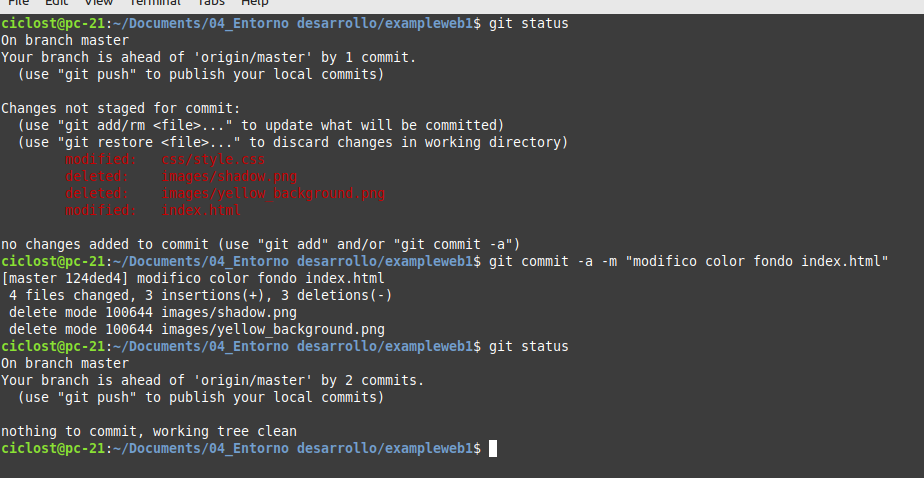 File Edit View Terminal Tabs Help
ciclost@pc-21:~/Documents/04_Entorno desarrollo/exampleweb1$ git status
On branch master
Your branch is ahead of 'origin/master' by 1 commit.
  (use "git push" to publish your local commits)

Changes not staged for commit:
  (use "git add/rm <file>..." to update what will be committed)
  (use "git restore <file>..." to discard changes in working directory)
        modified:   css/style.css
        deleted:    images/shadow.png
        deleted:    images/yellow_background.png
        modified:   index.html

no changes added to commit (use "git add" and/or "git commit -a")
ciclost@pc-21:~/Documents/04_Entorno desarrollo/exampleweb1$ git commit -a -m "modifico color fondo index.html"
[master 124ded4] modifico color fondo index.html
 4 files changed, 3 insertions(+), 3 deletions(-)
 delete mode 100644 images/shadow.png
 delete mode 100644 images/yellow_background.png
ciclost@pc-21:~/Documents/04_Entorno desarrollo/exampleweb1$ git status
On branch master
Your branch is ahead of 'origin/master' by 2 commits.
  (use "git push" to publish your local commits)

nothing to commit, working tree clean
ciclost@pc-21:~/Documents/04_Entorno desarrollo/exampleweb1$